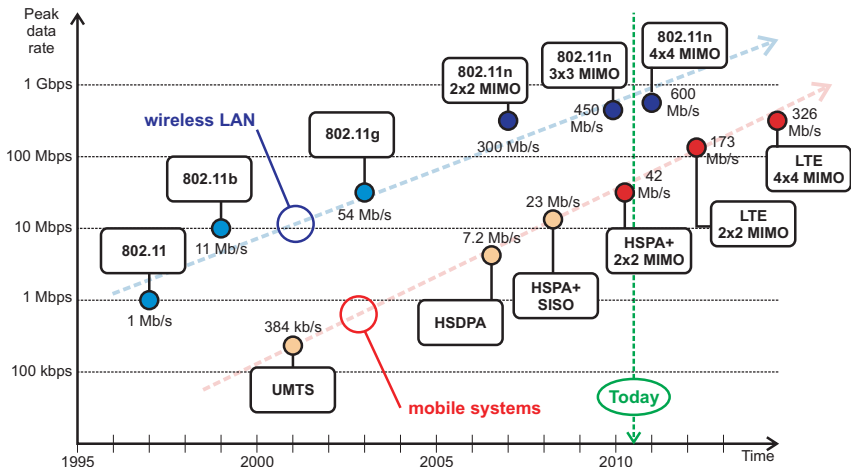 Peak
data
rate
1 Gbps
100 Mbps
10 Mbps
1 Mbps
100 kbps
wireless LAN
802.11
1 Mb/s
802.11b
11 Mb/s
802.11g
54 Mb/s
802.11n
2x2 MIMO
300 Mb/s
802.11n
3x3 MIMO
450
Mb/s
802.11n
4x4 MIMO
600
Mb/s
384 kb/s
UMTS
mobile systems
7.2 Mb/s
HSDPA
23 Mb/s
HSPA+
SISO
42
Mb/s
HSPA+
2x2 MIMO
173
Mb/s
LTE
2x2 MIMO
326
Mb/s
LTE
4x4 MIMO
Today
1995
2000
2005
2010
Time